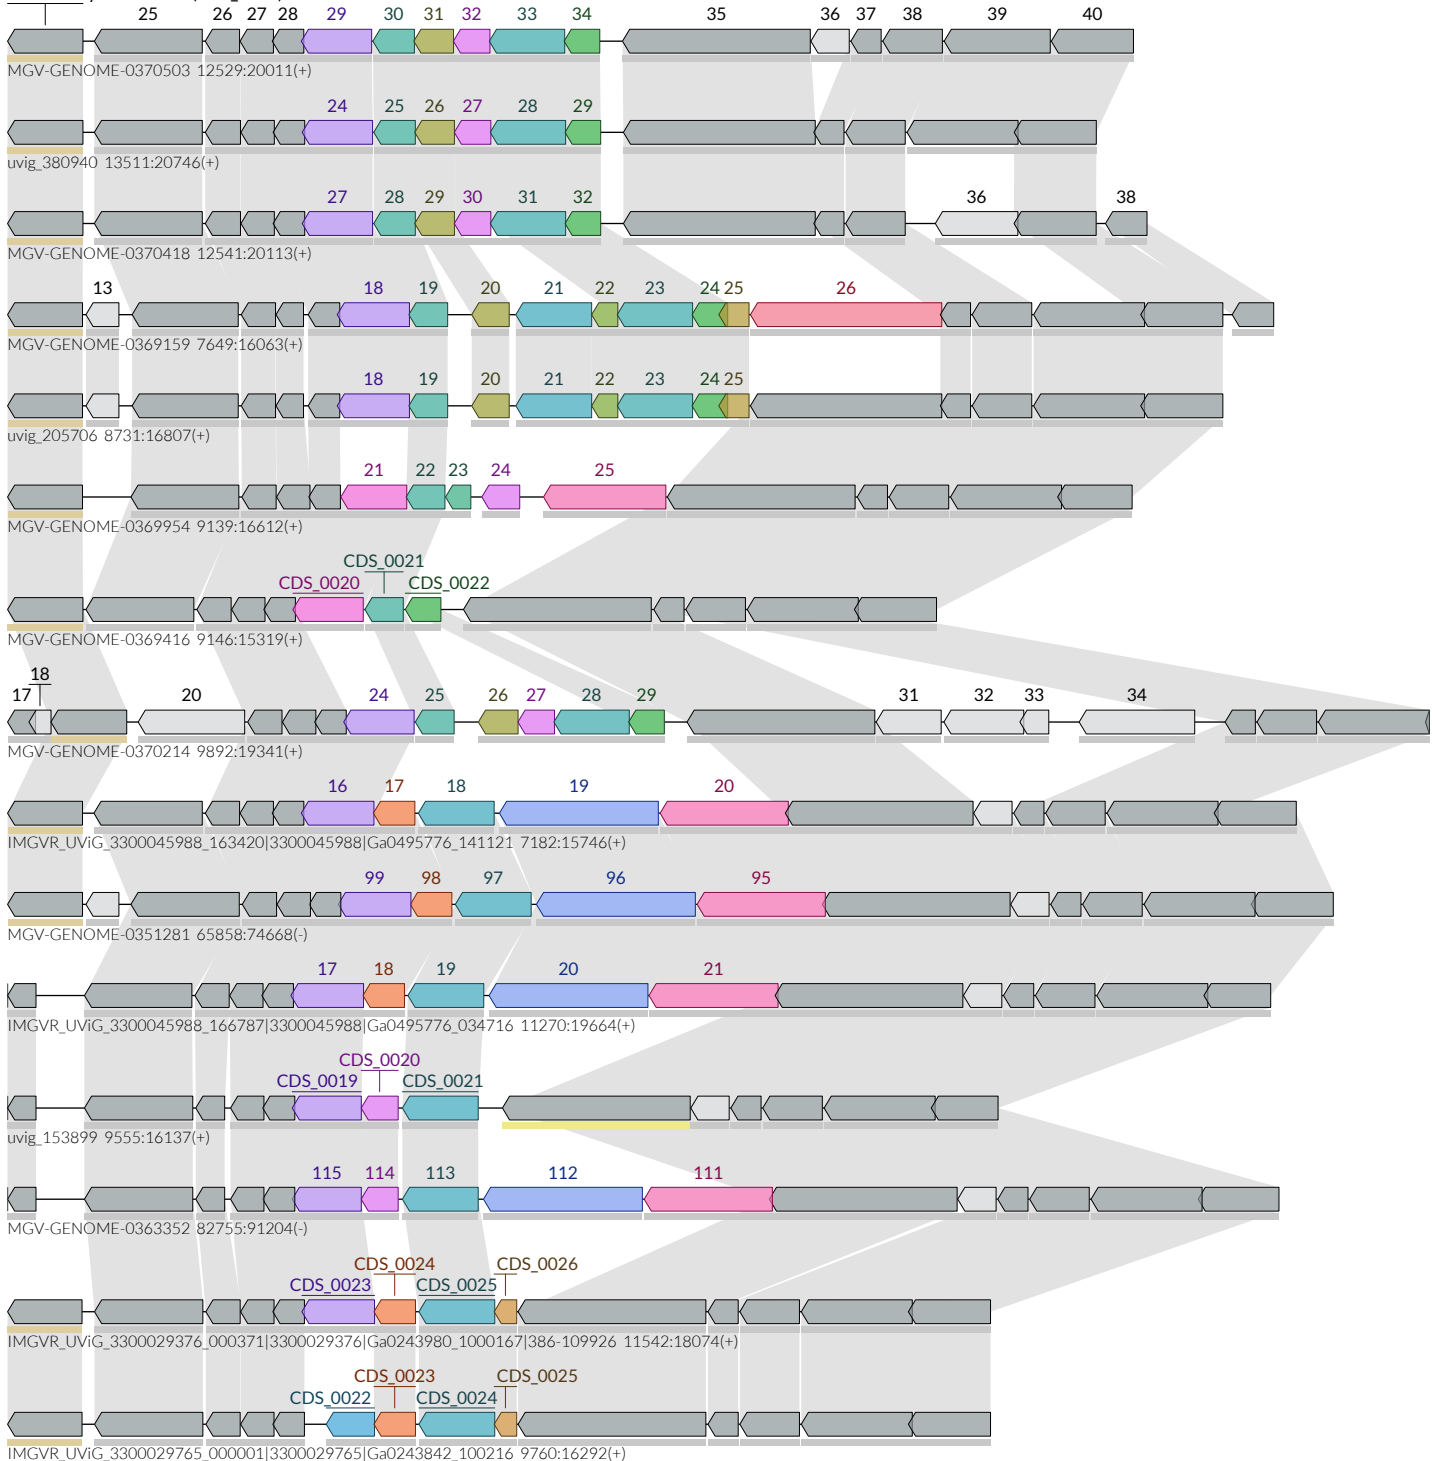 25 26 27 28 29 30 31 32 33 34 35 36 37 38 39 40
MGV-GENOME-0370503 12529:20011(+)
24 25 26 27 28 29
uvig_380940 13511:20746(+)
27 28 29 30 31 32 36 38
MGV-GENOME-0370418 12541:20113(+)
13 18 19 20 21 22 23 24 25 26
MGV-GENOME-0369159 7649:16063(+)
18 19 20 21 22 23 24 25
uvig_205706 8731:16807(+)
21 22 23 24 25
MGV-GENOME-0369954 9139:16612(+)
CDS_0021
CDS_0020 CDS_0022
MGV-GENOME-0369416 9146:15319(+)
18
17 20 24 25 26 27 28 29 31 32 33 34
MGV-GENOME-0370214 9892:19341(+)
16 17 18 19 20
IMGVR_UViG_3300045988_163420|3300045988|Ga0495776_141121 7182:15746(+)
99 98 97 96 95
MGV-GENOME-0351281 65858:74668(-)
17 18 19 20 21
IMGVR_UViG_3300045988_166787|3300045988|Ga0495776_034716 11270:19664(+)
CDS_0020
CDS_0019 CDS_0021
uvig_153899 9555:16137(+)
115 114 113 112 111
MGV-GENOME-0363352 82755:91204(-)
CDS_0024 CDS_0026
CDS_0023 CDS_0025
IMGVR_UViG_3300029376_000371|3300029376|Ga0243980_1000167|386-109926 11542:18074(+)
CDS_0023 CDS_0025
CDS_0022 CDS_0024
IMGVR_UViG_3300029765_000001|3300029765|Ga0243842_100216 9760:16292(+)